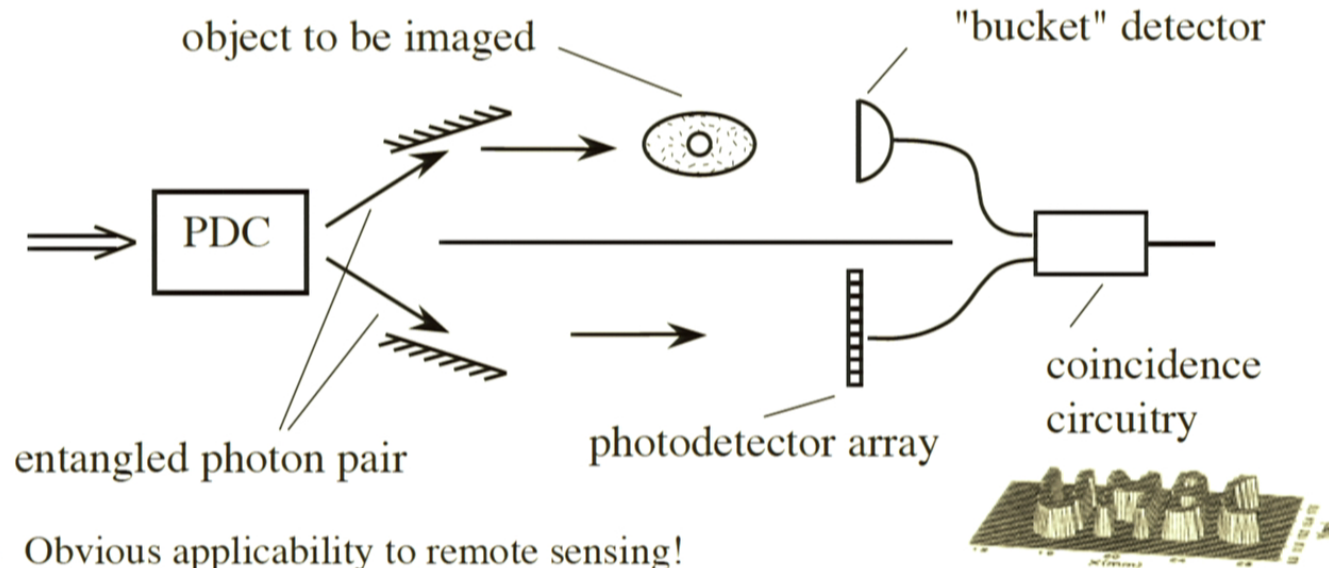 object to be imaged
"bucket" detector
PDC
entangled photon pair
photodetector array
coincidence
circuitry
Obvious applicability to remote sensing!
X(mm)